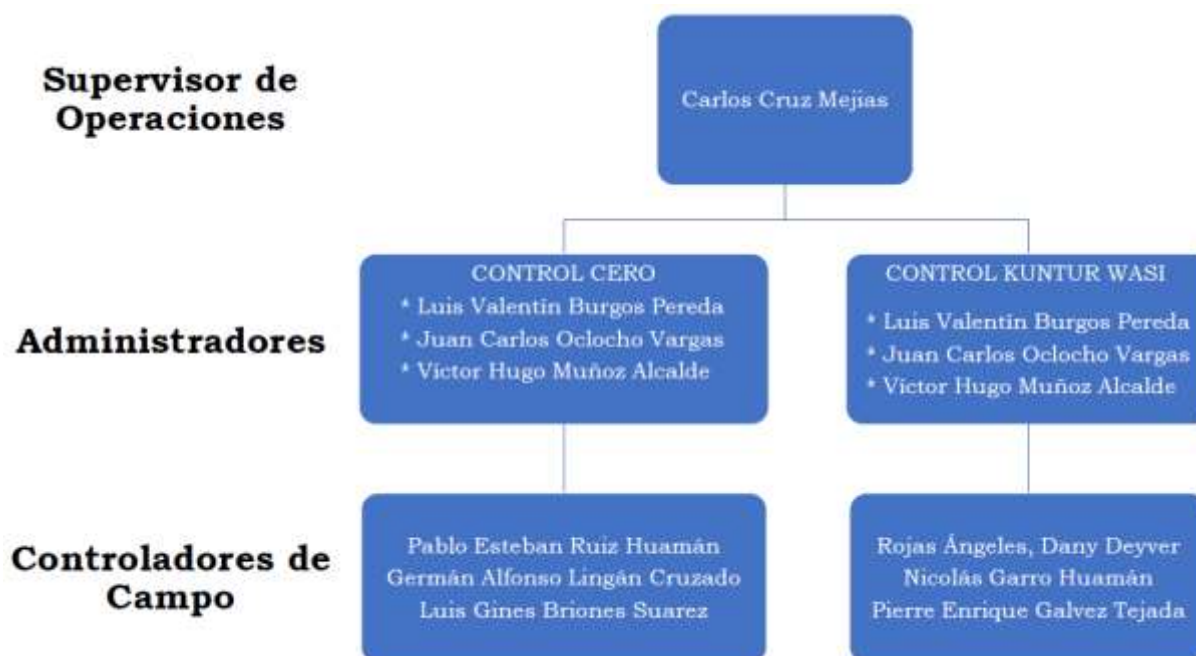 Supervisor de
Operaciones
Carlos Cruz Mejias
Administradores
CONTROL CERO
* Luis Valentín Burgos Pereda
* Juan Carlos Oclocho Vargas
* Víctor Hugo Muñoz Alcalde
CONTROL KUNTUR WASI
* Luis Valentín Burgos Pereda
* Juan Carlos Oclocho Vargas
* Víctor Hugo Muñoz Alcalde
Controladores de
Campo
Pablo Esteban Ruiz Huamán
Germán Alfonso Lingán Cruzado
Luis Gines Briones Suarez
Rojas Ángeles, Dany Deyver
Nicolás Garro Huamán
Pierre Enrique Galvez Tejada